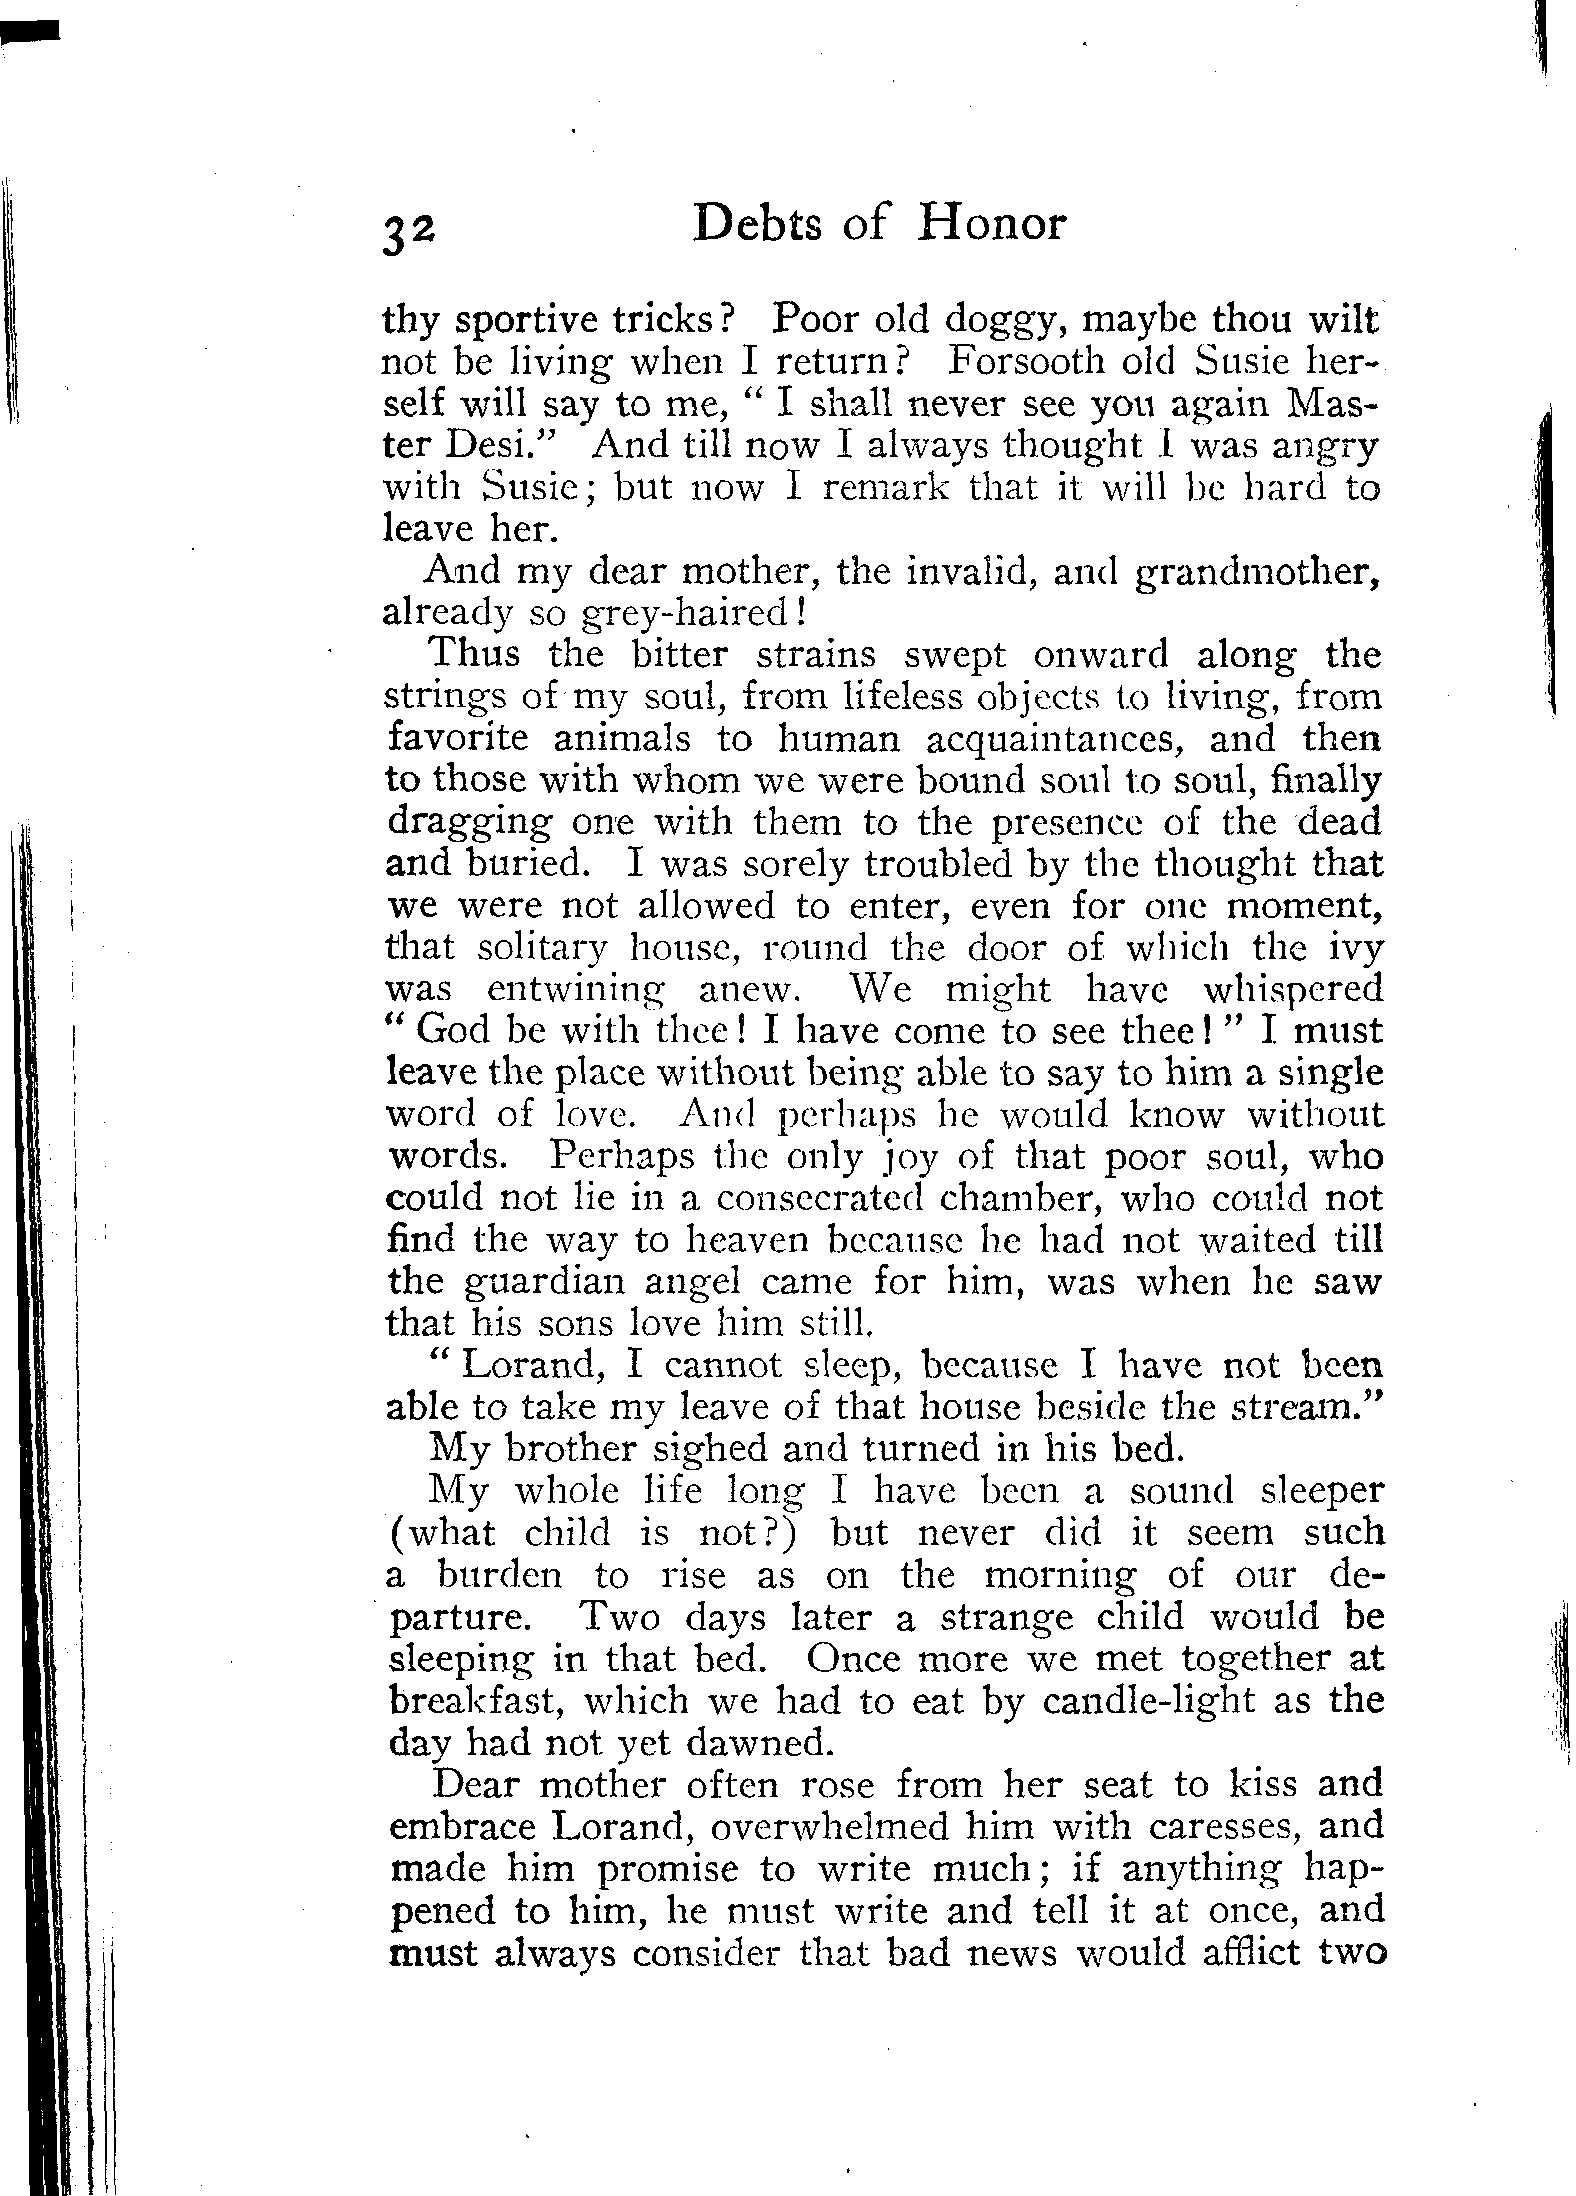 32 Debts of Honor
thy sportive tricks? Poor old doggy, maybe thou wilt
not be living when I return? Forsooth old Susie her-
self will say to me, " I shall never see you again Mas-
ter Desi." And till now I always thought I was angry
with Susie; but now I remark that it will be hard to
leave her.
And my dear mother, the invalid, and grandmother,
already so grey-haired!
Thus the bitter strains swept onward along the
strings of my soul, from lifeless objects to living, from
favorite animals to human acquaintances, and then
to those with whom we were bound soul to soul, finally
dragging one with them to the presence of the dead
and buried. I was sorely troubled by the thought that
we were not allowed to enter, even for one moment,
that solitary house, round the door of which the ivy
was entwining anew. We might have whispered
" God be with thee! I have come to see thee! " I must
leave the place without being able to say to him a single
word of love. And perhaps he would know without
words. Perhaps the only joy of that poor soul, who
could not lie in a consecrated chamber, who could not
find the way to heaven because he had not waited till
the guardian angel came for him, was when he saw
that his sons love him still.
" Lorand, I cannot sleep, because I have not been
able to take my leave of that house beside the stream."
My brother sighed and turned in his bed.
My whole life long I have been a sound sleeper
(what child is not?) but never did it seem such
a burden to rise as on the morning of our de-
parture. Two days later a strange child would be
sleeping in that bed. Once more we met together at
breakfast, which we had to eat by candle-light as the
day had not yet dawned.
Dear mother often rose from her seat to kiss and
embrace Lorand, overwhelmed him with caresses, and
made him promise to write much; if anything hap-
pened to him, he must write and tell it at once, and
must always consider that bad news would afflict two